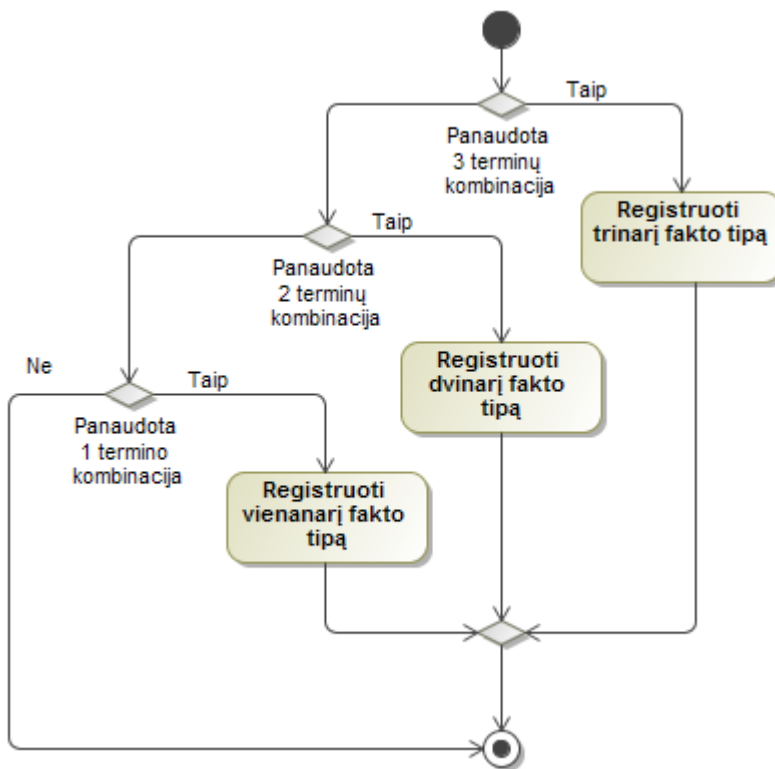 Taip
Panaudota
3 terminų
kombinacija
Registruoti
trinarį fakto tipą
Taip
Panaudota
2 terminų
kombinacija
Registruoti
dvinarį fakto
tipą
Ne
Taip
Panaudota
1 termino
kombinacija
Registruoti
vienanarį fakto
tipą